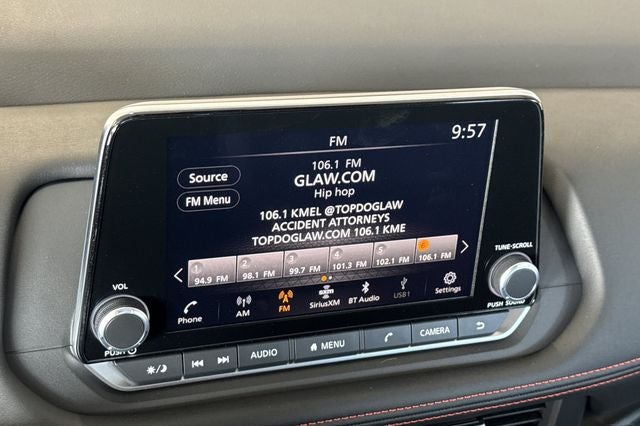 FM
9:57
106.1 FM
GLAW.COM
Hip hop
Source
FM Menu
106.1 KMEL @TOPDOGLAW
ACCIDENT ATTORNEYS
TOPDOGLAW.COM 106.1 KME
1 2 3 4 5 6
94.9 FM 98.1 FM 99.7 FM 101.3 FM 102.1 FM 106.1 FM
Phone AM FM SiriusXM BT Audio USB1 Settings
sxm
VOL
PUSH
TUNE·SCROLL
PUSH SOUND
AUDIO MENU CAMERA